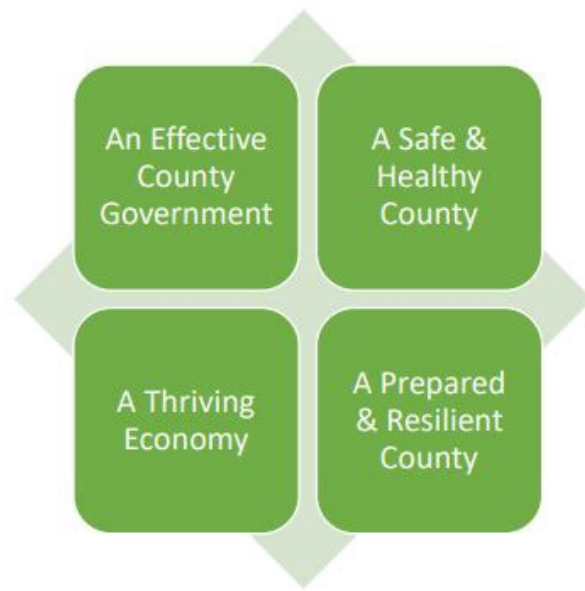 An Effective
County
Government
A Safe &
Healthy
County
A Thriving
Economy
A Prepared
& Resilient
County